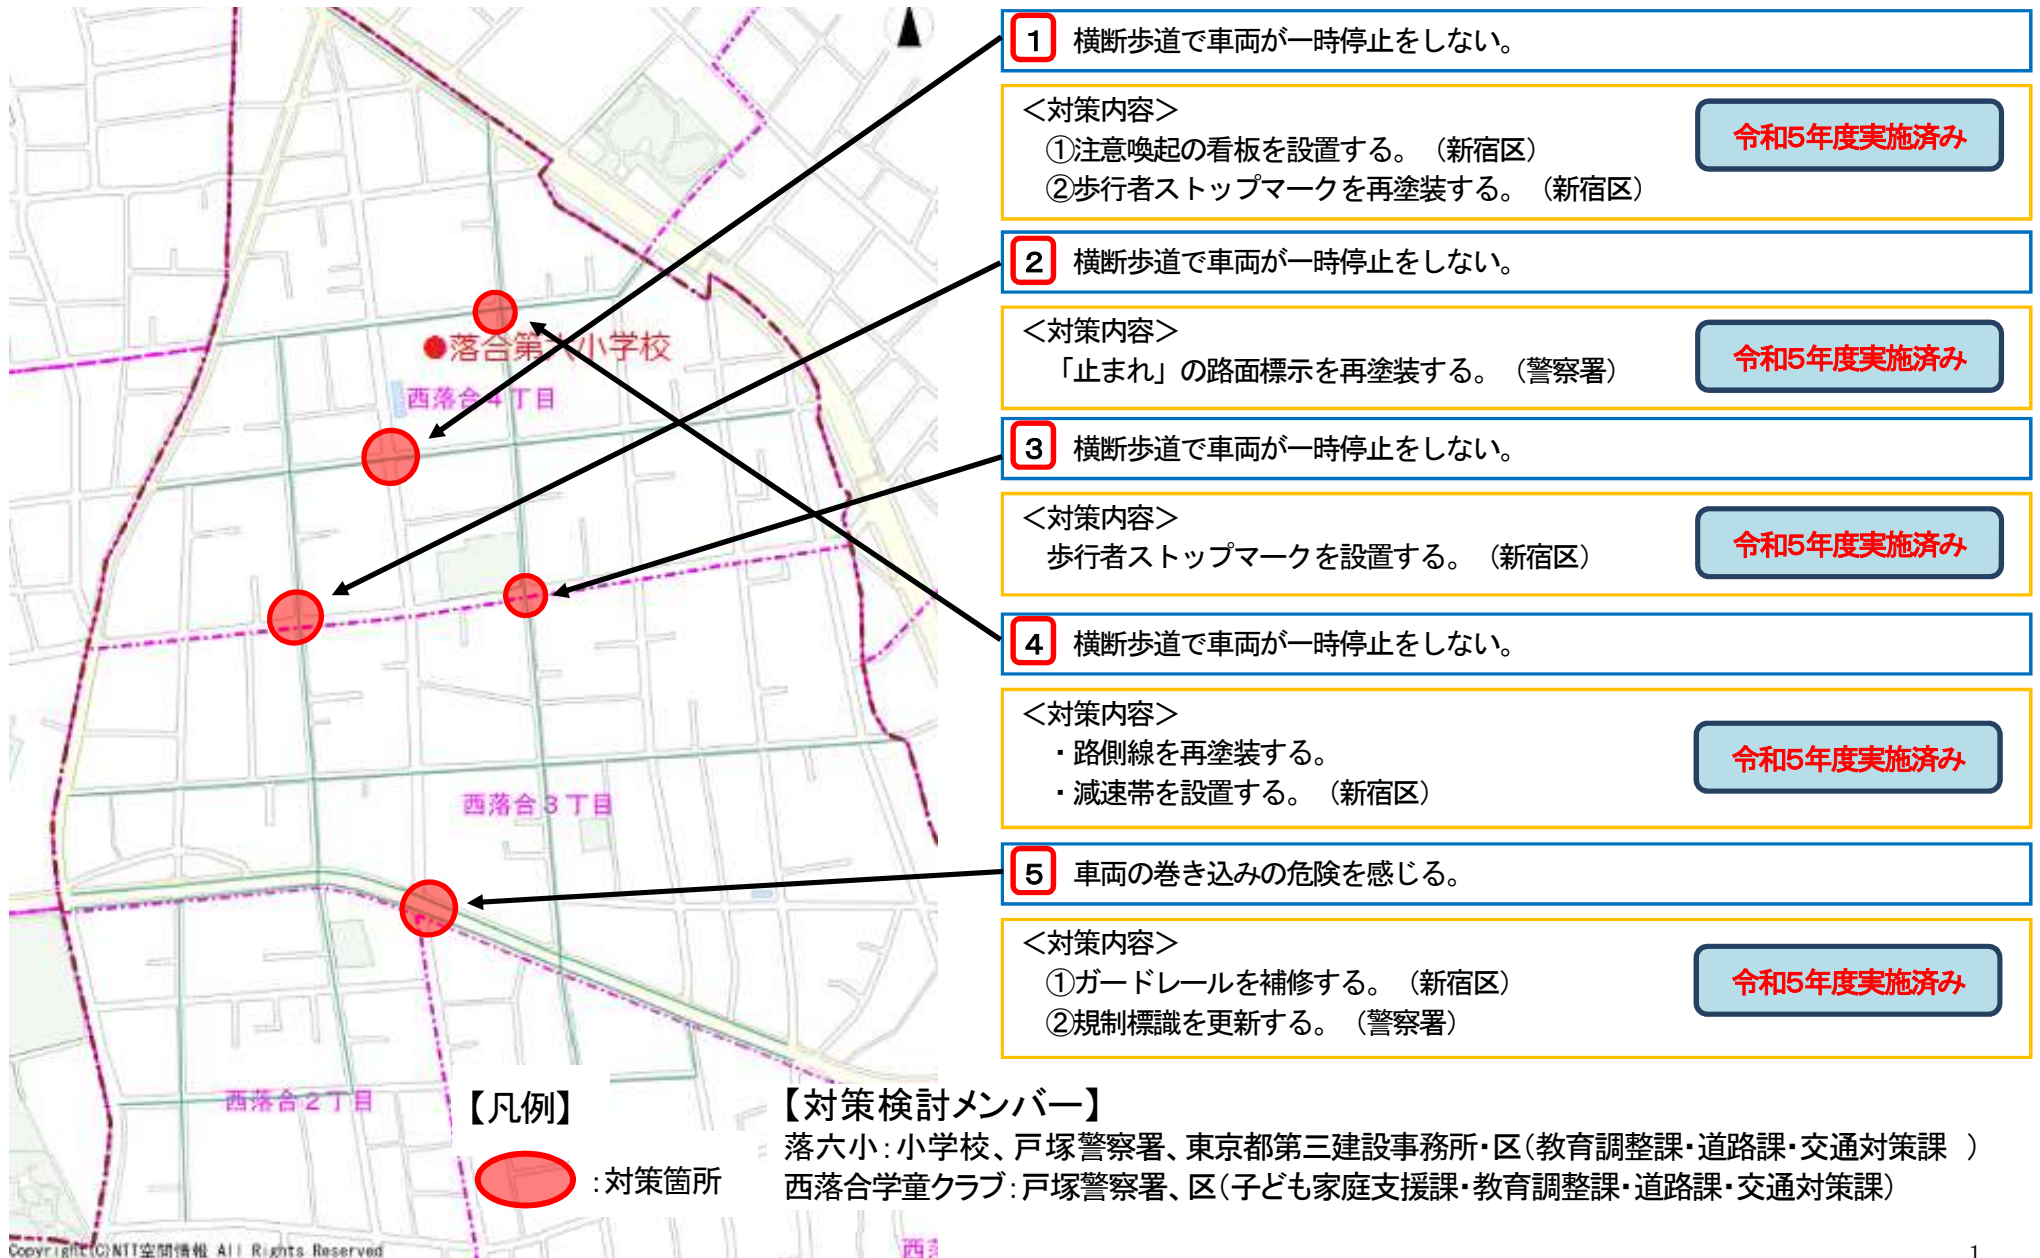 1 横断歩道で車両が一時停止をしない。
＜対策内容＞
①注意喚起の看板を設置する。（新宿区）
②歩行者ストップマークを再塗装する。（新宿区）
令和5年度実施済み
2 横断歩道で車両が一時停止をしない。
＜対策内容＞
「止まれ」の路面標示を再塗装する。（警察署）
令和5年度実施済み
3 横断歩道で車両が一時停止をしない。
＜対策内容＞
歩行者ストップマークを設置する。（新宿区）
令和5年度実施済み
4 横断歩道で車両が一時停止をしない。
＜対策内容＞
・路側線を再塗装する。
・減速帯を設置する。（新宿区）
令和5年度実施済み
5 車両の巻き込みの危険を感じる。
＜対策内容＞
①ガードレールを補修する。（新宿区）
②規制標識を更新する。（警察署）
令和5年度実施済み
落合第六小学校
西落合4丁目
西落合3丁目
西落合2丁目
【凡例】
：対策箇所
【対策検討メンバー】
落六小：小学校、戸塚警察署、東京都第三建設事務所・区（教育調整課・道路課・交通対策課　）
西落合学童クラブ：戸塚警察署、区（子ども家庭支援課・教育調整課・道路課・交通対策課）
Copyright(C)NTT空間情報 All Rights Reserved
1